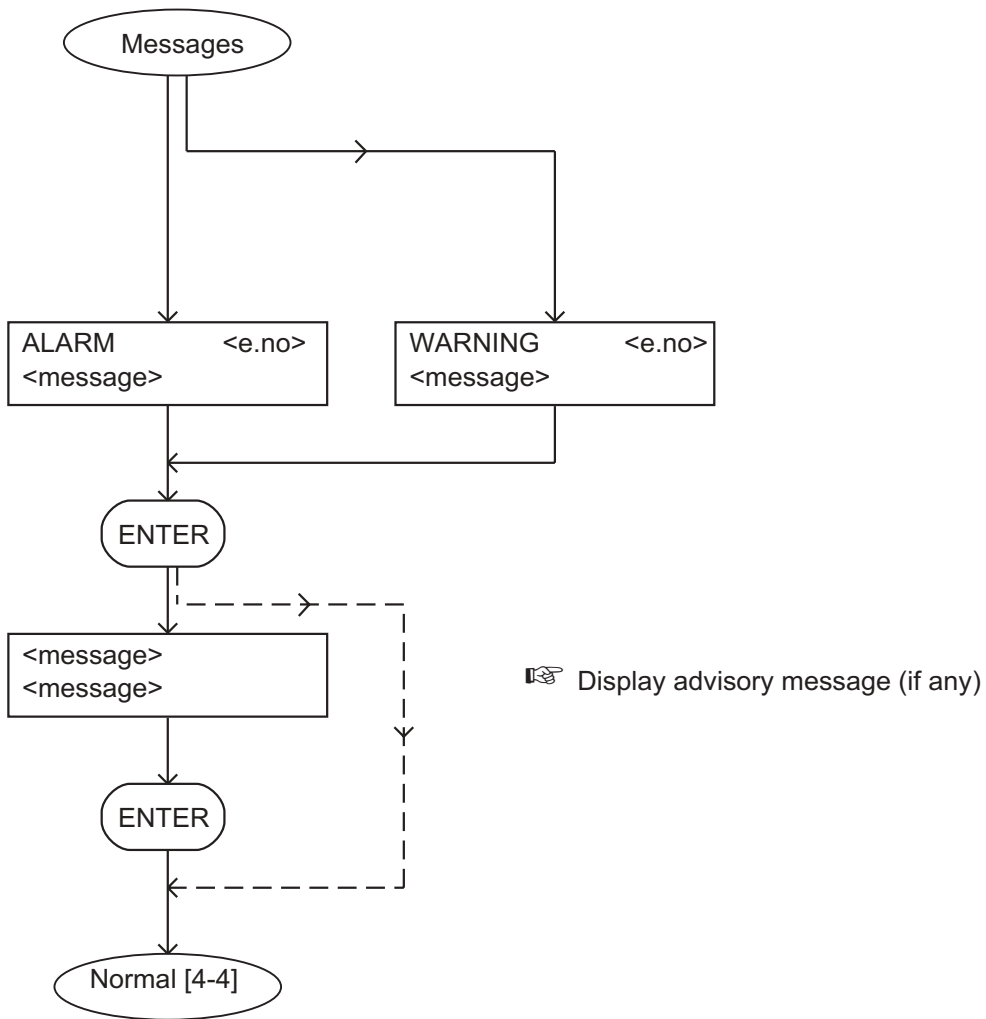 Messages
ALARM <e.no>
<message>
WARNING <e.no>
<message>
ENTER
<message>
<message>
☞ Display advisory message (if any)
ENTER
Normal [4-4]